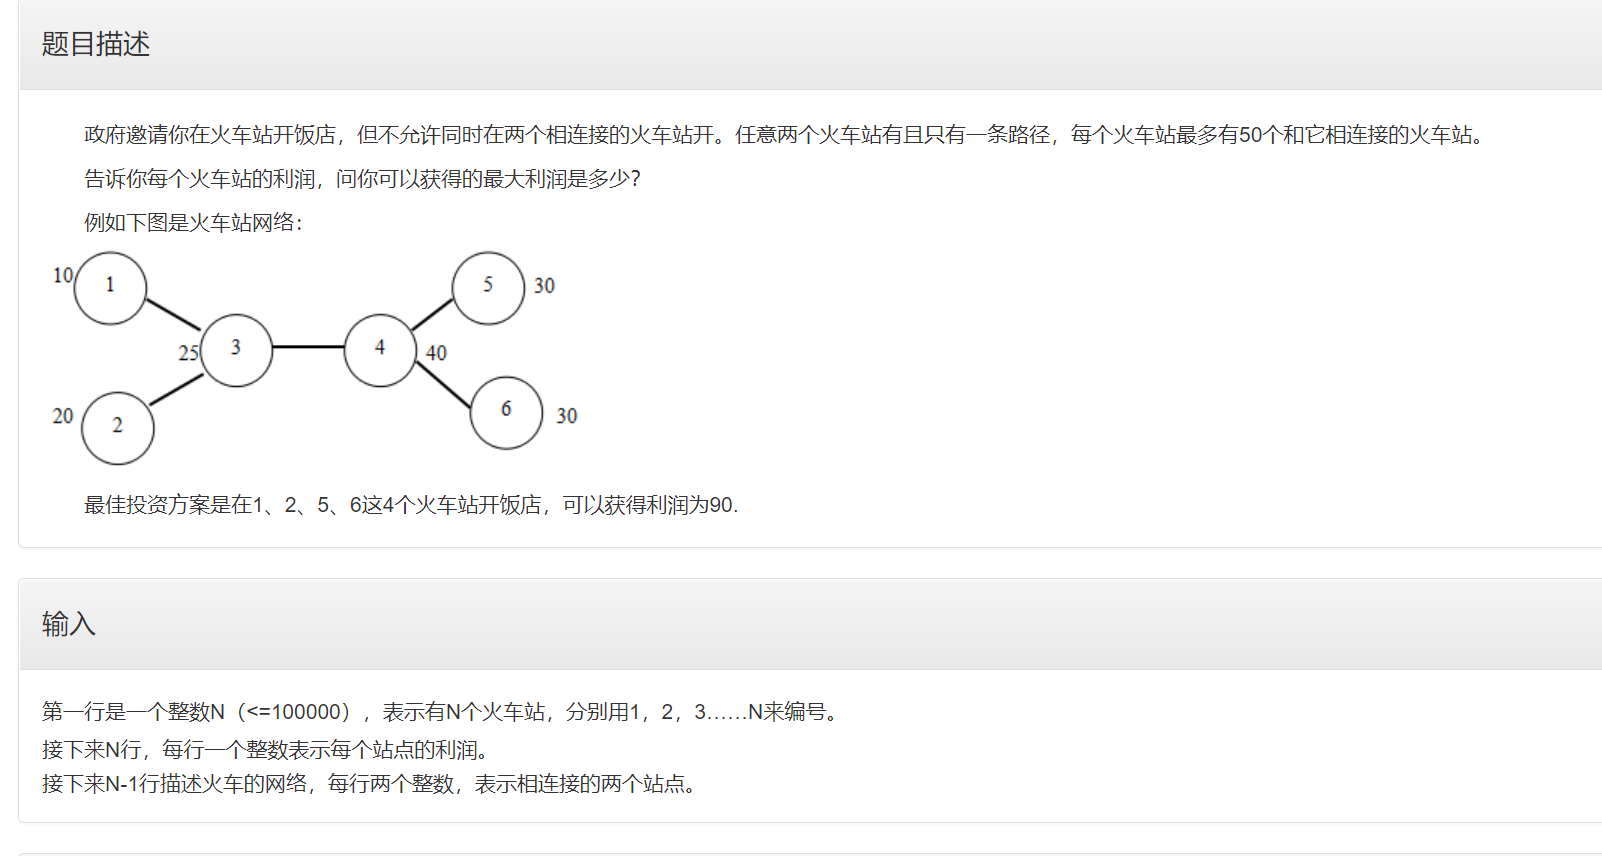 题目描述
政府邀请你在火车站开饭店，但不允许同时在两个相连接的火车站开。任意两个火车站有且只有一条路径，每个火车站最多有50个和它相连接的火车站。
告诉你每个火车站的利润，问你可以获得的最大利润是多少?
例如下图是火车站网络：
10 1
5 30
25 3
4 40
20 2
6 30
最佳投资方案是在1、2、5、6这4个火车站开饭店，可以获得利润为90.
输入
第一行是一个整数N（<=100000），表示有N个火车站，分别用1，2，3……N来编号。
接下来N行，每行一个整数表示每个站点的利润。
接下来N-1行描述火车的网络，每行两个整数，表示相连接的两个站点。